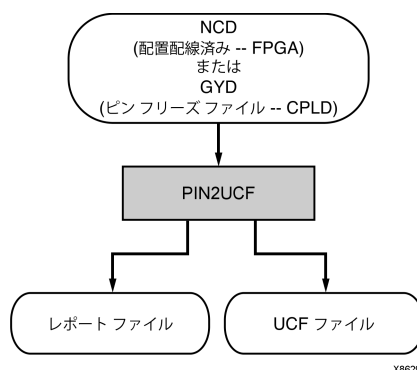 NCD
(配置配線済み -- FPGA)
または
GYD
(ピン フリーズ ファイル -- CPLD)
PIN2UCF
レポート ファイル
UCF ファイル